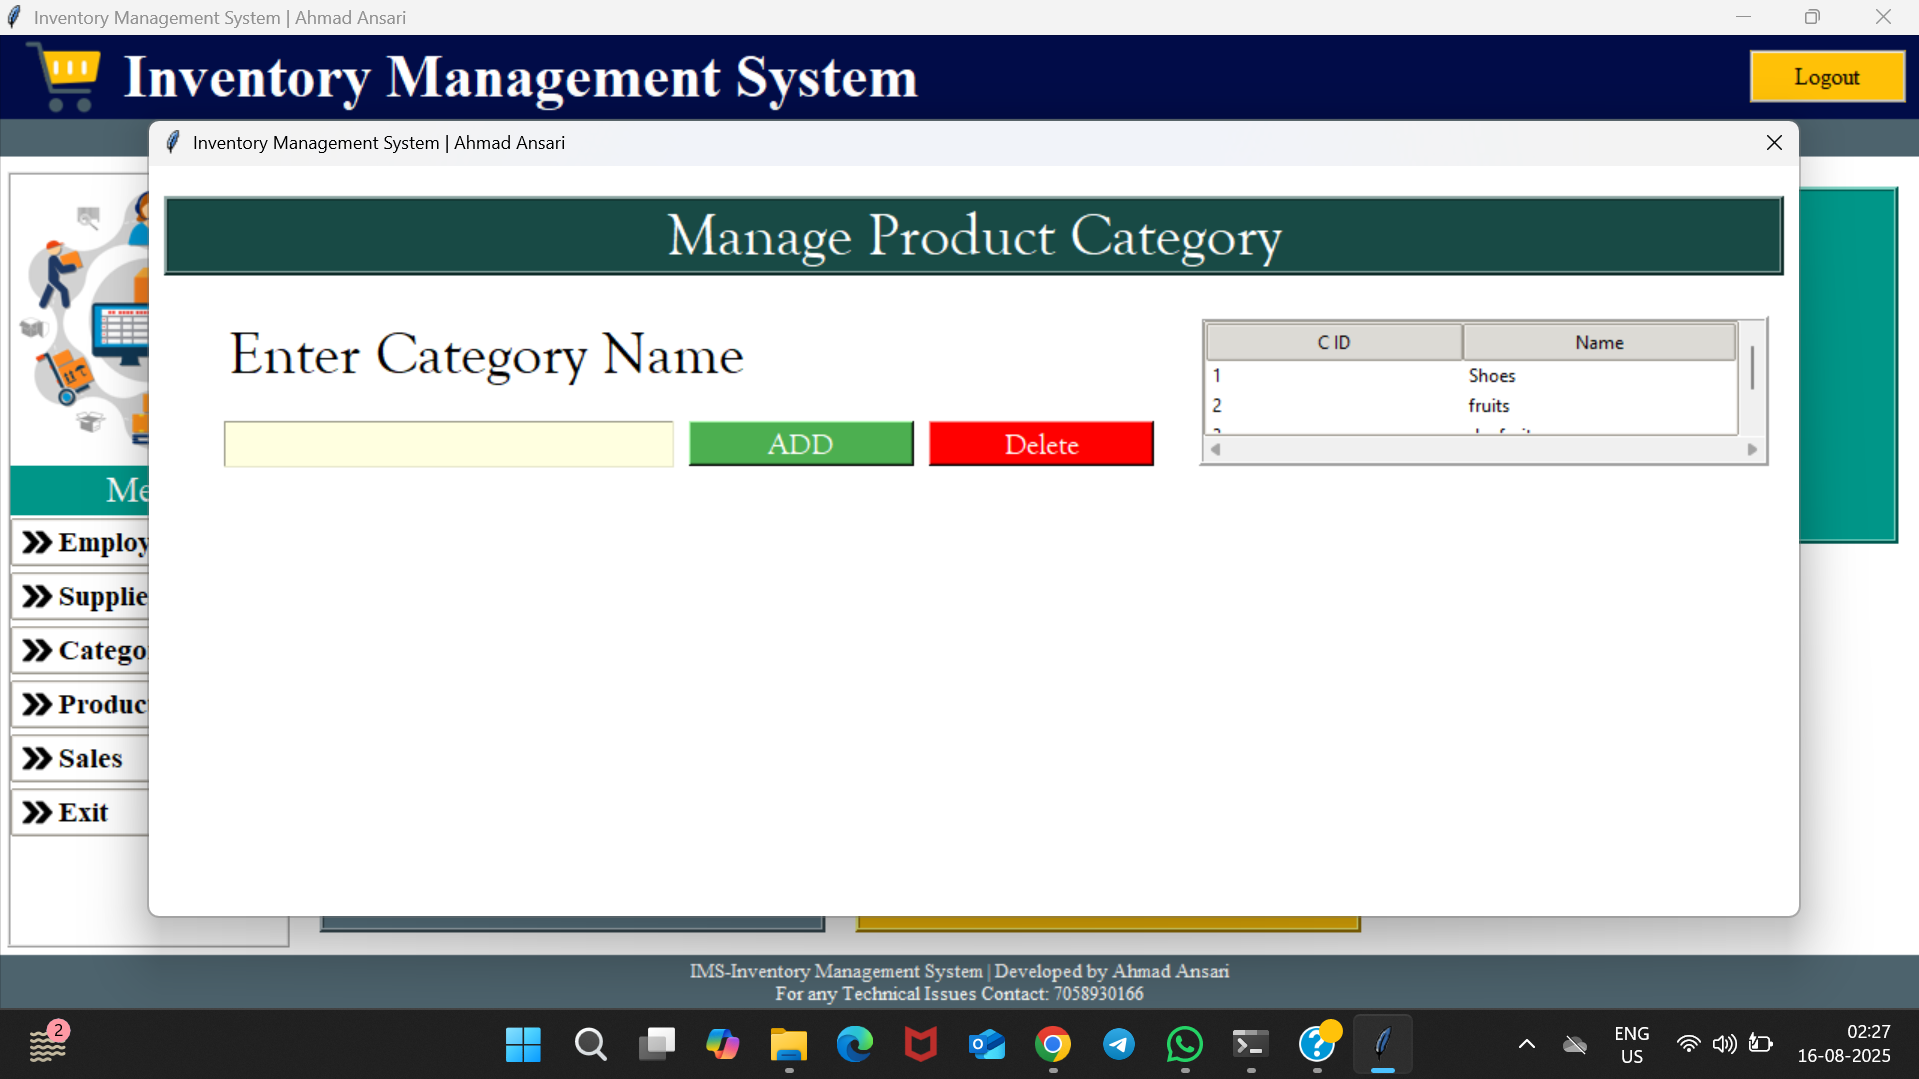 Inventory Management System | Ahmad Ansari
Inventory Management System
Logout
Inventory Management System | Ahmad Ansari
Manage Product Category
Enter Category Name
ADD
Delete
C ID Name
1 Shoes
2 fruits
Me
Employ
Supplie
Catego
Produc
Sales
Exit
IMS-Inventory Management System | Developed by Ahmad Ansari
For any Technical Issues Contact: 7058930166
2
ENG
US
02:27
16-08-2025